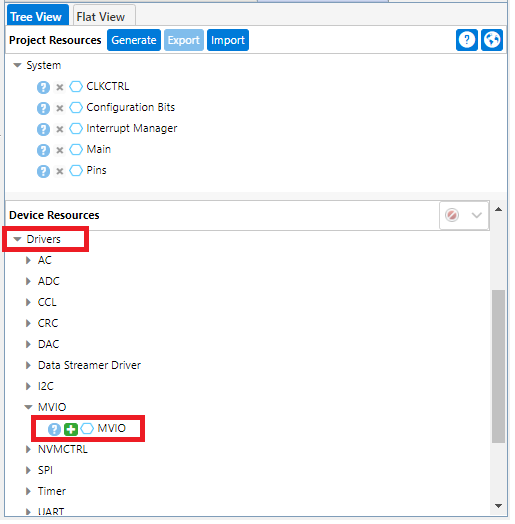 Tree View Flat View
Project Resources Generate Export Import ?
System
? CLKCTRL
? Configuration Bits
? Interrupt Manager
? Main
? Pins
Device Resources
Drivers
AC
ADC
CCL
CRC
DAC
Data Streamer Driver
I2C
MVIO
? MVIO
NVMCTRL
SPI
Timer
UART